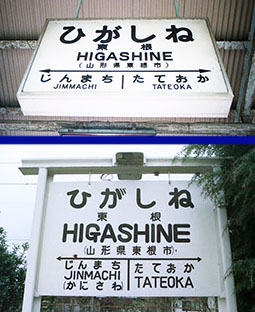 ひがしね
東根
HIGASHINE
(山形県東根市)
じんまち たておか
JIMMACHI TATEOKA
ひがしね
東根
HIGASHINE
(山形県東根市)
じんまち たておか
JINMACHI TATEOKA
(かにさわ)